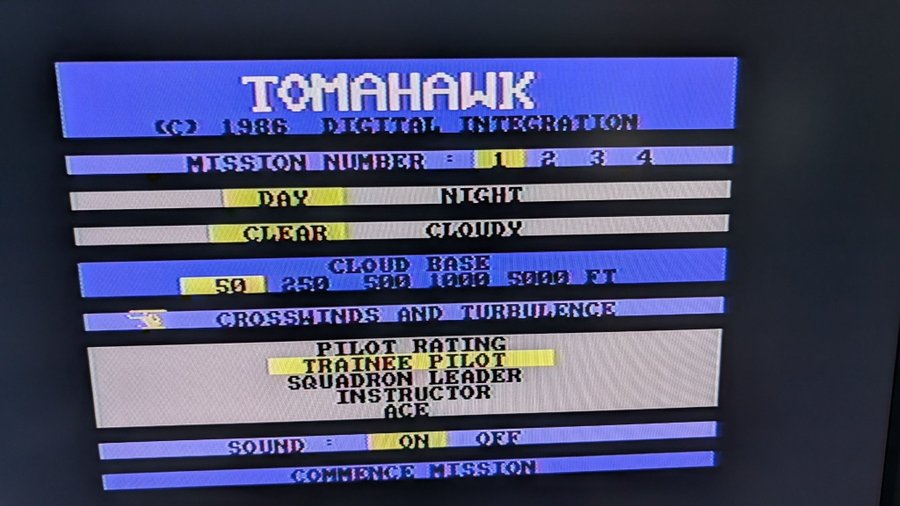 TOMAHAWK
(C) 1986 DIGITAL INTEGRATION
MISSION NUMBER : 1 2 3 4
DAY NIGHT
CLEAR CLOUDY
CLOUD BASE
50 250 500 1000 5000 FT
CROSSWINDS AND TURBULENCE
PILOT RATING
TRAINEE PILOT
SQUADRON LEADER
INSTRUCTOR
ACE
SOUND : ON OFF
COMMENCE MISSION